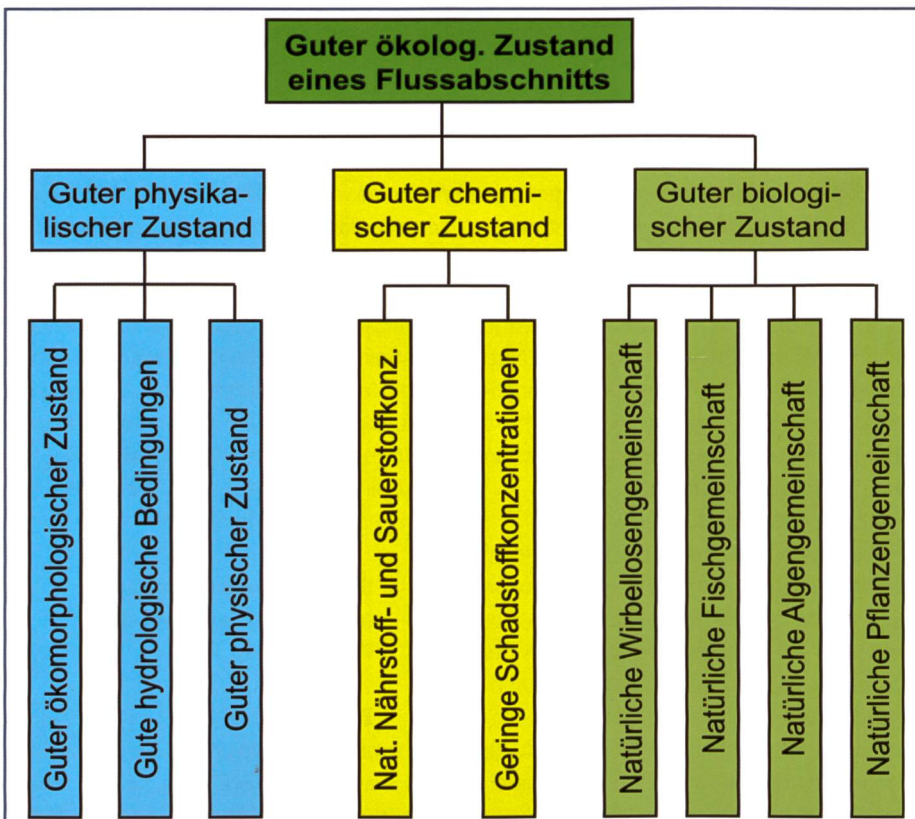 Guter ökolog. Zustand
eines Flussabschnitts
Guter physika-
lischer Zustand
Guter chemi-
scher Zustand
Guter biologi-
scher Zustand
Guter ökomorphologischer Zustand
Gute hydrologische Bedingungen
Guter physischer Zustand
Nat. Nährstoff- und Sauerstoffkonz.
Geringe Schadstoffkonzentrationen
Natürliche Wirbellosengemeinschaft
Natürliche Fischgemeinschaft
Natürliche Algengemeinschaft
Natürliche Pflanzengemeinschaft